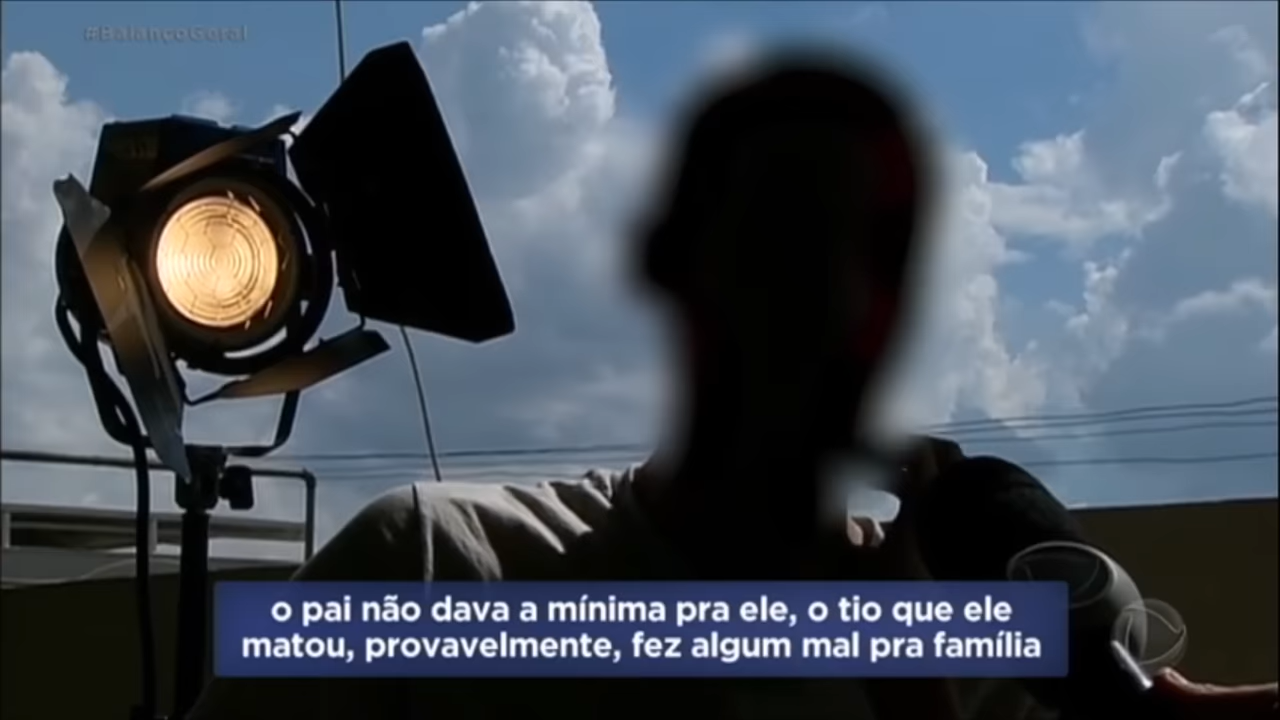 #BalançoGeral
o pai não dava a mínima pra ele, o tio que ele
matou, provavelmente, fez algum mal pra família